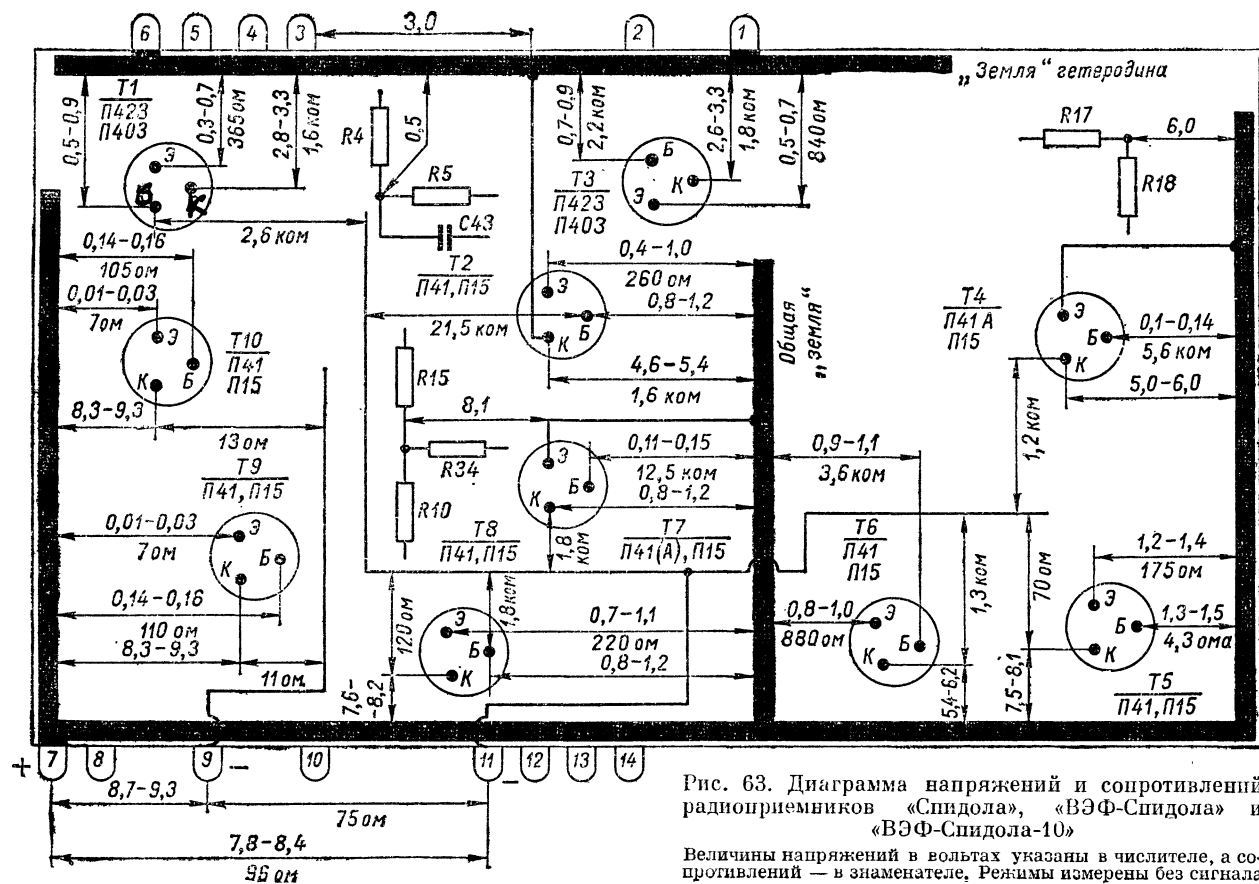 6 5 4 3 3,0 2 1
„Земля“ гетеродина
Т1
П423
П403
0,5-0,9
0,3-0,7
365 ом
2,8-3,3
1,6 ком
R4
0,5
R5
С43
0,7-0,9
2,2 ком
Т3
П423
П403
Б
К
Э
2,6-3,3
1,8 ком
0,5-0,7
840 ом
R17
6,0
R18
Э
Б
К
2,6 ком
0,14-0,16
105 ом
0,01-0,03
7 ом
Э
К
Б
Т10
П41
П15
8,3-9,3
13 ом
Т2
П41, П15
0,4-1,0
260 ом
0,8-1,2
Э
Б
К
21,5 ком
4,6-5,4
1,6 ком
Общая
„земля“
Т4
П41А
П15
Э
Б
К
0,1-0,14
5,6 ком
5,0-6,0
1,2 ком
R15
8,1
R34
R10
Э
Б
К
0,11-0,15
12,5 ком
0,8-1,2
0,9-1,1
3,6 ком
Т9
П41, П15
0,01-0,03
7 ом
Э
Б
К
0,14-0,16
110 ом
8,3-9,3
11 ом.
Т8
П41, П15
1,8
ком
Т7
П41(А), П15
120 ом
1,8 ком
7,6-
-8,2
Э
Б
К
0,7-1,1
220 ом
0,8-1,2
Т6
П41
П15
0,8-1,0
880 ом
Э
Б
К
1,3 ком
5,4-6,2
70 ом
7,5-8,1
1,2-1,4
175 ом
Э
Б
К
1,3-1,5
4,3 ома
Т5
П41, П15
+ 7 8 9 – 10 11 – 12 13 14
8,7-9,3
75 ом
7,8-8,4
96 ом
Рис. 63. Диаграмма напряжений и сопротивлений
радиоприемников «Спидола», «ВЭФ-Спидола» и
«ВЭФ-Спидола-10»
Величины напряжений в вольтах указаны в числителе, а со-
противлений — в знаменателе. Режимы измерены без сигнала